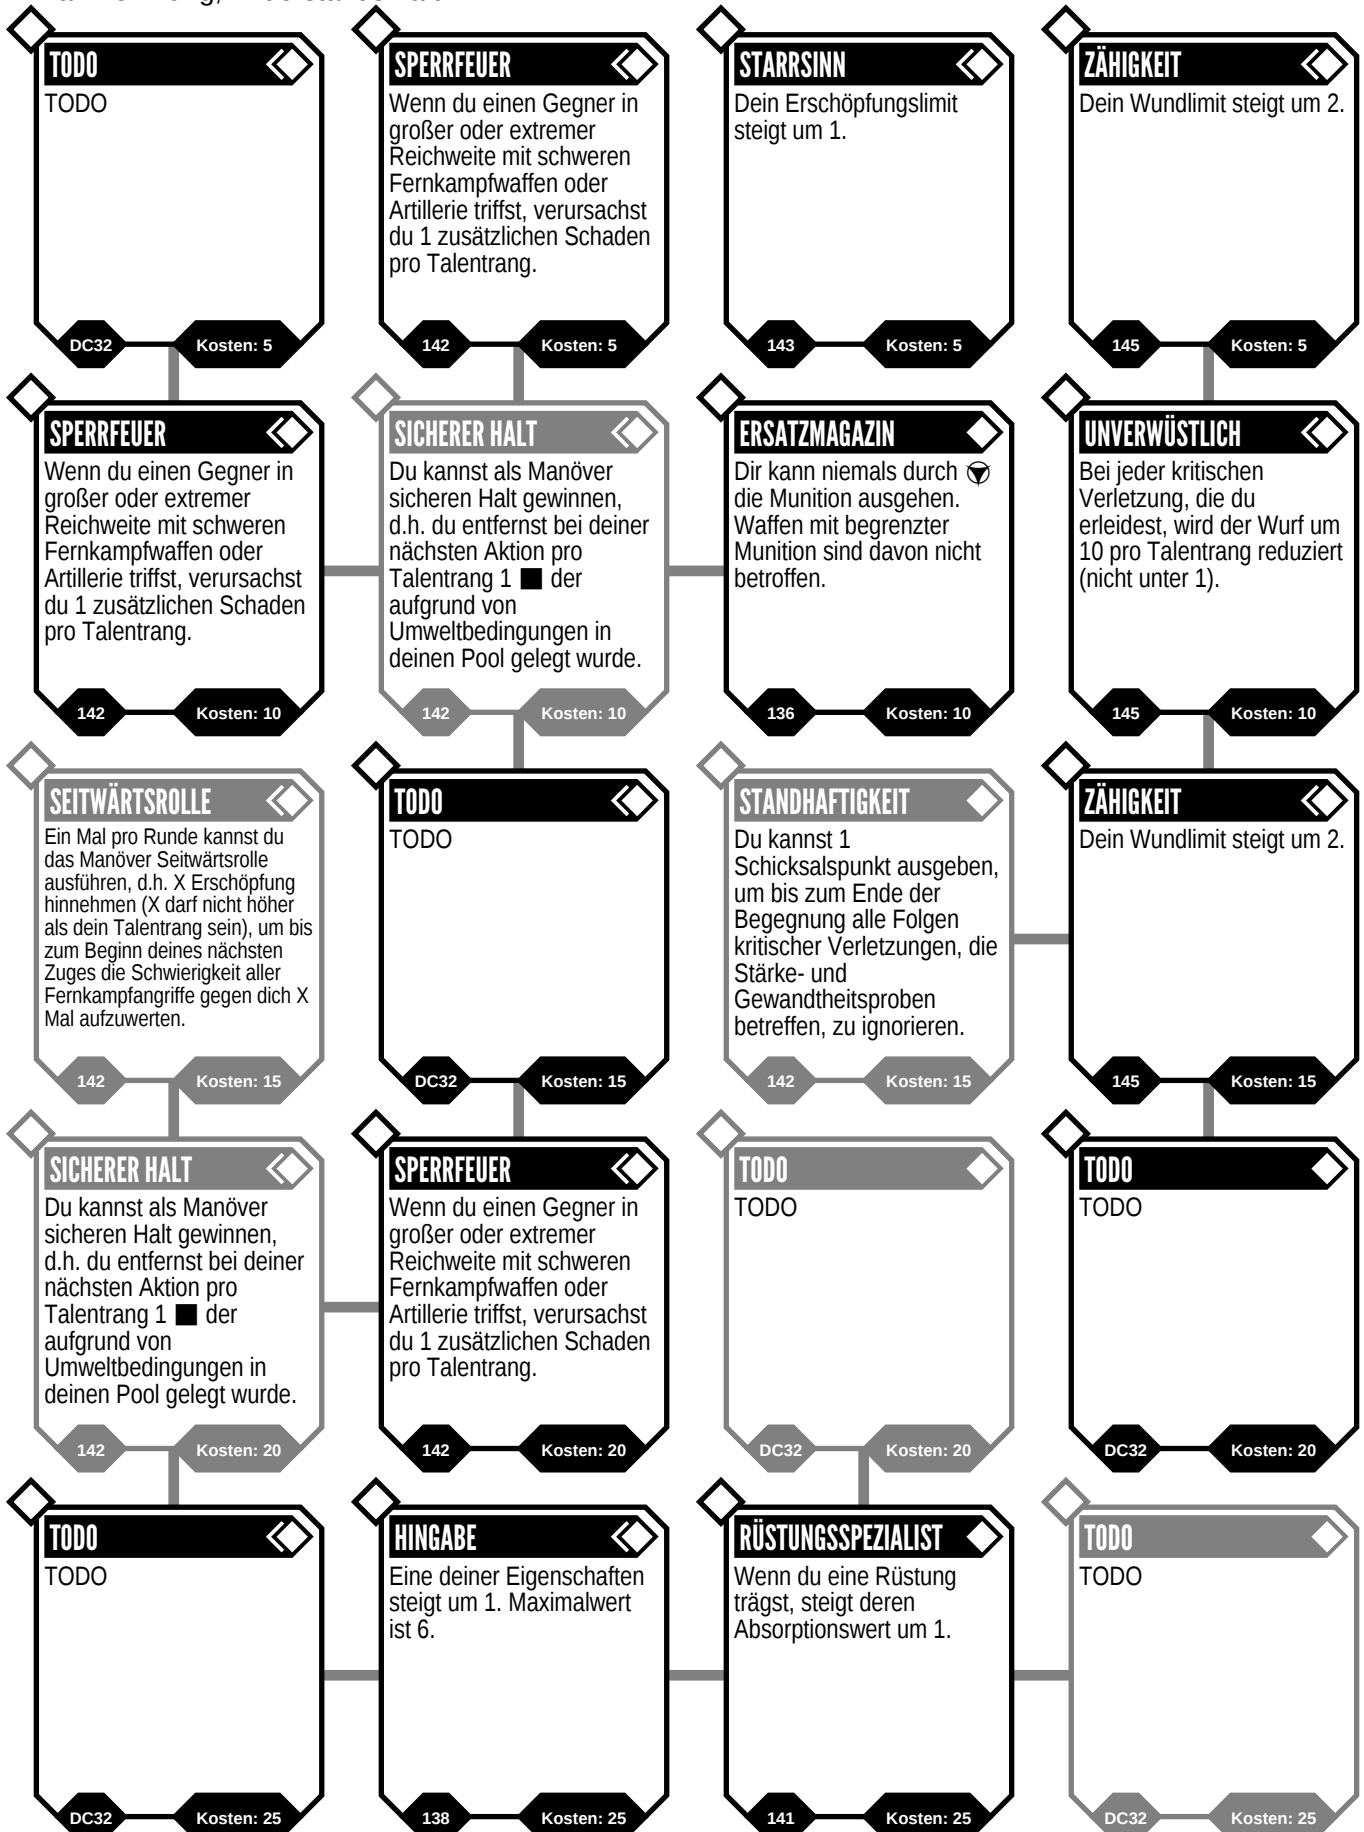 TODO
TODO
DC32
Kosten: 5
SPERRFEUER
Wenn du einen Gegner in
großer oder extremer
Reichweite mit schweren
Fernkampfwaffen oder
Artillerie triffst, verursachst
du 1 zusätzlichen Schaden
pro Talentrang.
142
Kosten: 5
STARRSINN
Dein Erschöpfungslimit
steigt um 1.
143
Kosten: 5
ZÄHIGKEIT
Dein Wundlimit steigt um 2.
145
Kosten: 5
SPERRFEUER
Wenn du einen Gegner in
großer oder extremer
Reichweite mit schweren
Fernkampfwaffen oder
Artillerie triffst, verursachst
du 1 zusätzlichen Schaden
pro Talentrang.
142
Kosten: 10
SICHERER HALT
Du kannst als Manöver
sicheren Halt gewinnen,
d.h. du entfernst bei deiner
nächsten Aktion pro
Talentrang 1 ■ der
aufgrund von
Umweltbedingungen in
deinen Pool gelegt wurde.
142
Kosten: 10
ERSATZMAGAZIN
Dir kann niemals durch
die Munition ausgehen.
Waffen mit begrenzter
Munition sind davon nicht
betroffen.
136
Kosten: 10
UNVERWÜSTLICH
Bei jeder kritischen
Verletzung, die du
erleidest, wird der Wurf um
10 pro Talentrang reduziert
(nicht unter 1).
145
Kosten: 10
SEITWÄRTSROLLE
Ein Mal pro Runde kannst du
das Manöver Seitwärtsrolle
ausführen, d.h. X Erschöpfung
hinnehmen (X darf nicht höher
als dein Talentrang sein), um bis
zum Beginn deines nächsten
Zuges die Schwierigkeit aller
Fernkampfangriffe gegen dich X
Mal aufzuwerten.
142
Kosten: 15
TODO
TODO
DC32
Kosten: 15
STANDHAFTIGKEIT
Du kannst 1
Schicksalspunkt ausgeben,
um bis zum Ende der
Begegnung alle Folgen
kritischer Verletzungen, die
Stärke- und
Gewandtheitsproben
betreffen, zu ignorieren.
142
Kosten: 15
ZÄHIGKEIT
Dein Wundlimit steigt um 2.
145
Kosten: 15
SICHERER HALT
Du kannst als Manöver
sicheren Halt gewinnen,
d.h. du entfernst bei deiner
nächsten Aktion pro
Talentrang 1 ■ der
aufgrund von
Umweltbedingungen in
deinen Pool gelegt wurde.
142
Kosten: 20
SPERRFEUER
Wenn du einen Gegner in
großer oder extremer
Reichweite mit schweren
Fernkampfwaffen oder
Artillerie triffst, verursachst
du 1 zusätzlichen Schaden
pro Talentrang.
142
Kosten: 20
TODO
TODO
DC32
Kosten: 20
TODO
TODO
DC32
Kosten: 20
TODO
TODO
DC32
Kosten: 25
HINGABE
Eine deiner Eigenschaften
steigt um 1. Maximalwert
ist 6.
138
Kosten: 25
RÜSTUNGSSPEZIALIST
Wenn du eine Rüstung
trägst, steigt deren
Absorptionswert um 1.
141
Kosten: 25
TODO
TODO
DC32
Kosten: 25